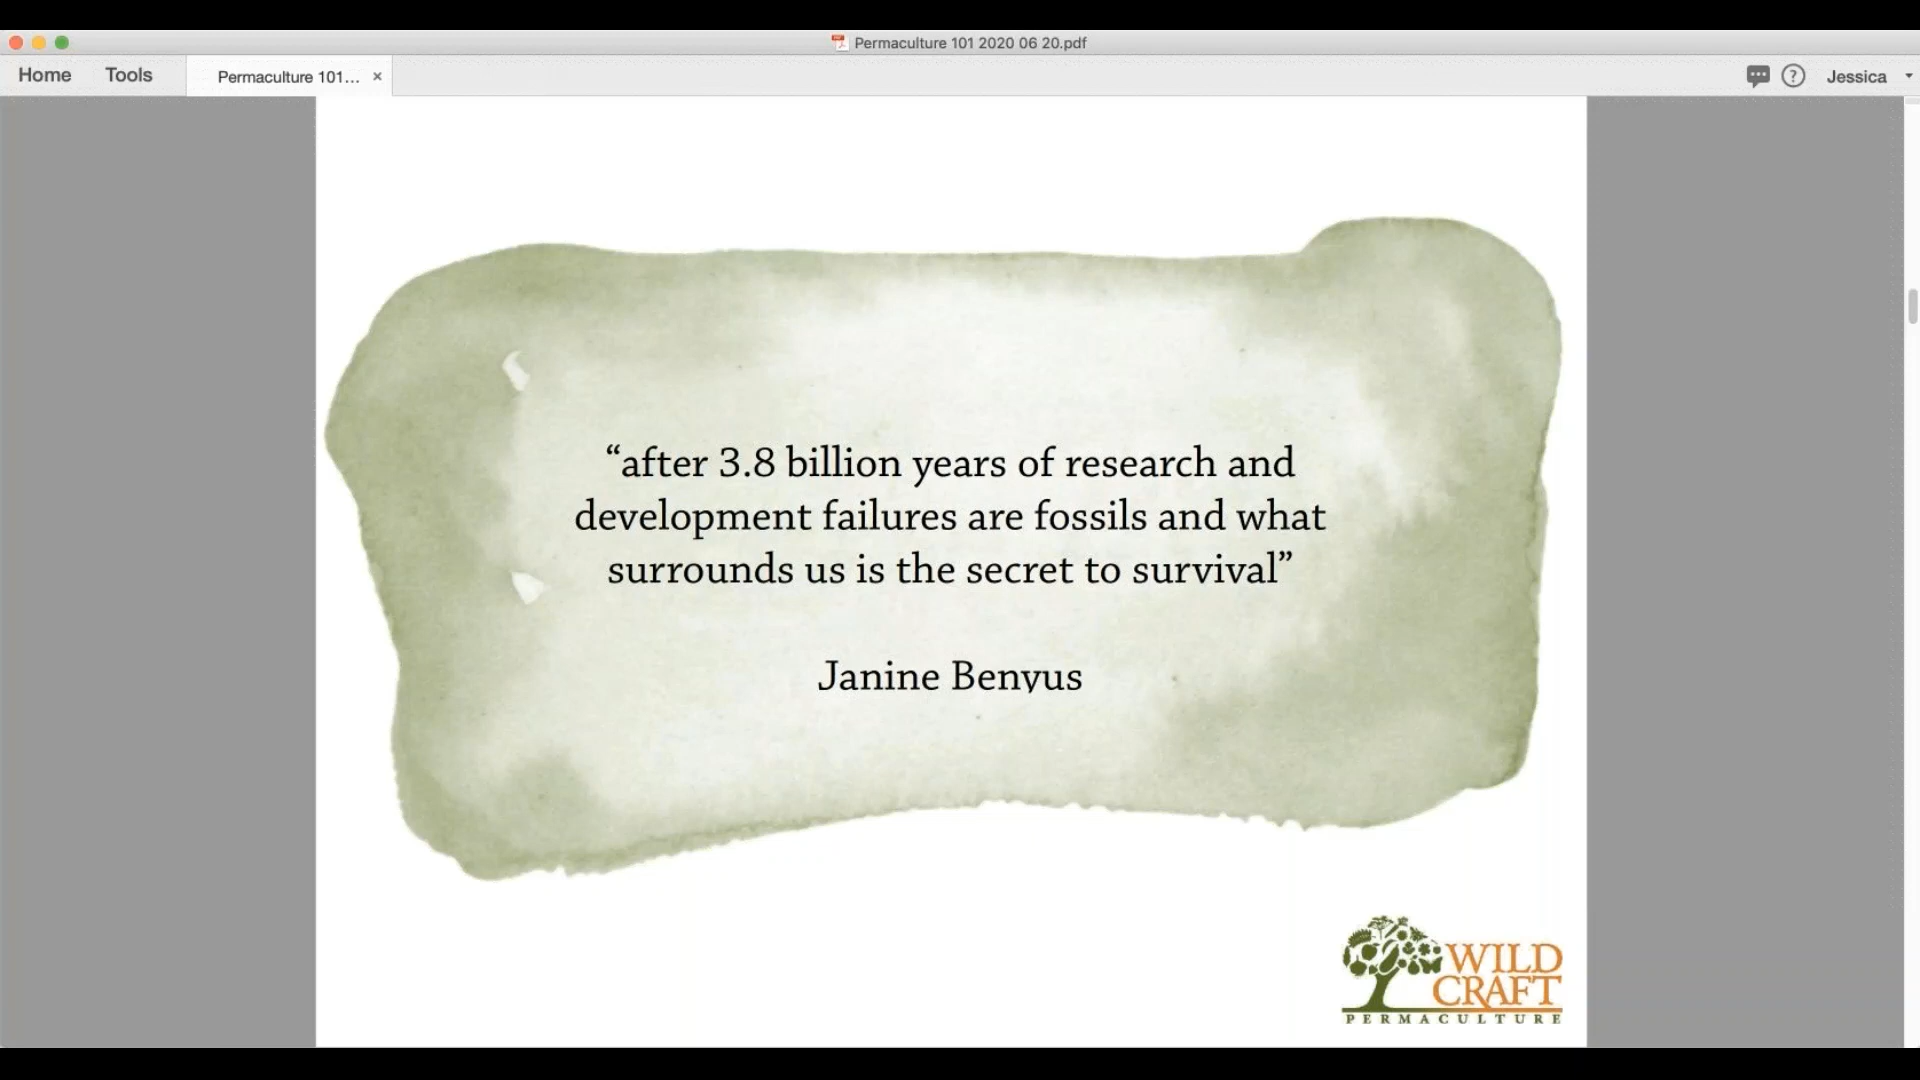 Permaculture 101 2020 06 20.pdf
Home Tools Permaculture 101... × ? Jessica
“after 3.8 billion years of research and
development failures are fossils and what
surrounds us is the secret to survival”
Janine Benyus
WILD
CRAFT
PERMACULTURE